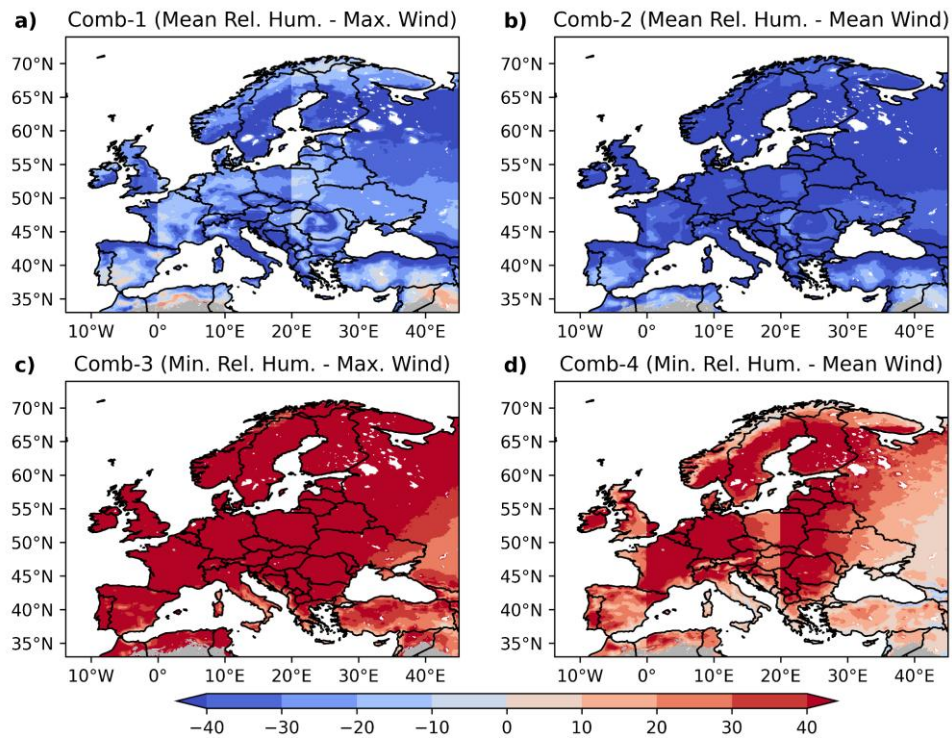 a) Comb-1 (Mean Rel. Hum. - Max. Wind)
b) Comb-2 (Mean Rel. Hum. - Mean Wind)
70°N
65°N
60°N
55°N
50°N
45°N
40°N
35°N
10°W 0° 10°E 20°E 30°E 40°E
70°N
65°N
60°N
55°N
50°N
45°N
40°N
35°N
10°W 0° 10°E 20°E 30°E 40°E
c) Comb-3 (Min. Rel. Hum. - Max. Wind)
d) Comb-4 (Min. Rel. Hum. - Mean Wind)
70°N
65°N
60°N
55°N
50°N
45°N
40°N
35°N
10°W 0° 10°E 20°E 30°E 40°E
70°N
65°N
60°N
55°N
50°N
45°N
40°N
35°N
10°W 0° 10°E 20°E 30°E 40°E
−40 −30 −20 −10 0 10 20 30 40